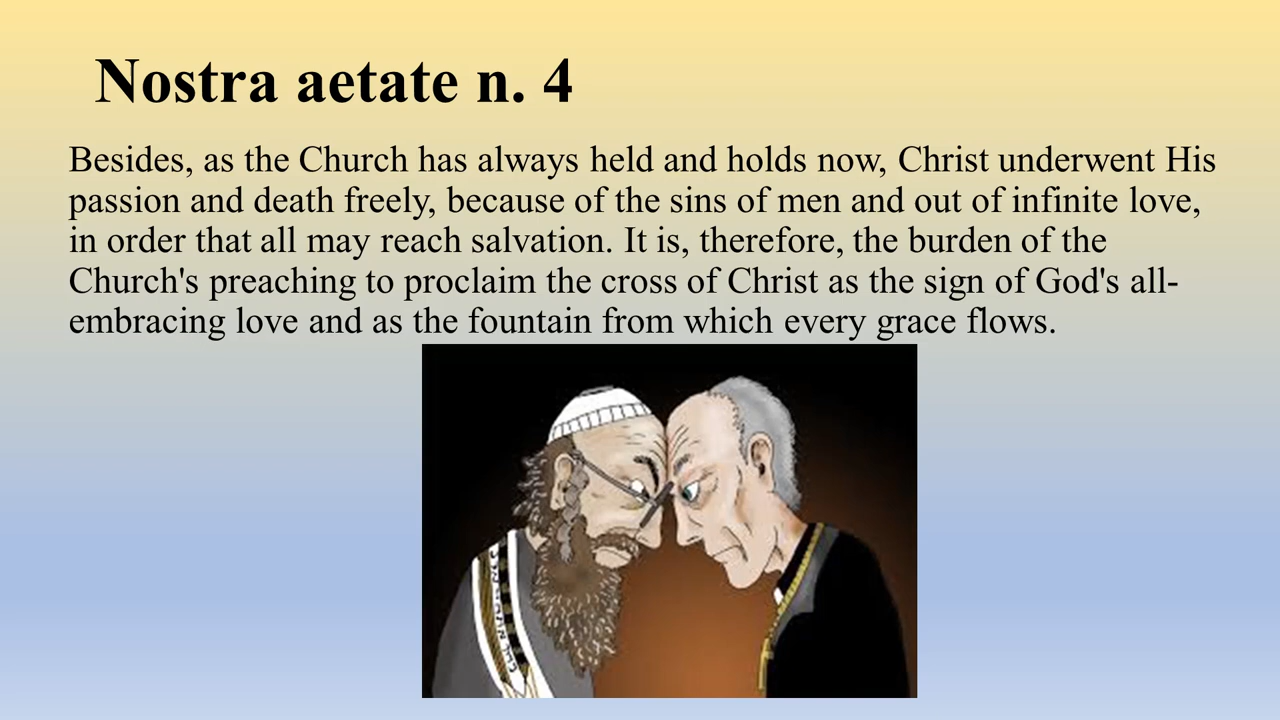 Nostra aetate n. 4
Besides, as the Church has always held and holds now, Christ underwent His
passion and death freely, because of the sins of men and out of infinite love,
in order that all may reach salvation. It is, therefore, the burden of the
Church's preaching to proclaim the cross of Christ as the sign of God's all-
embracing love and as the fountain from which every grace flows.